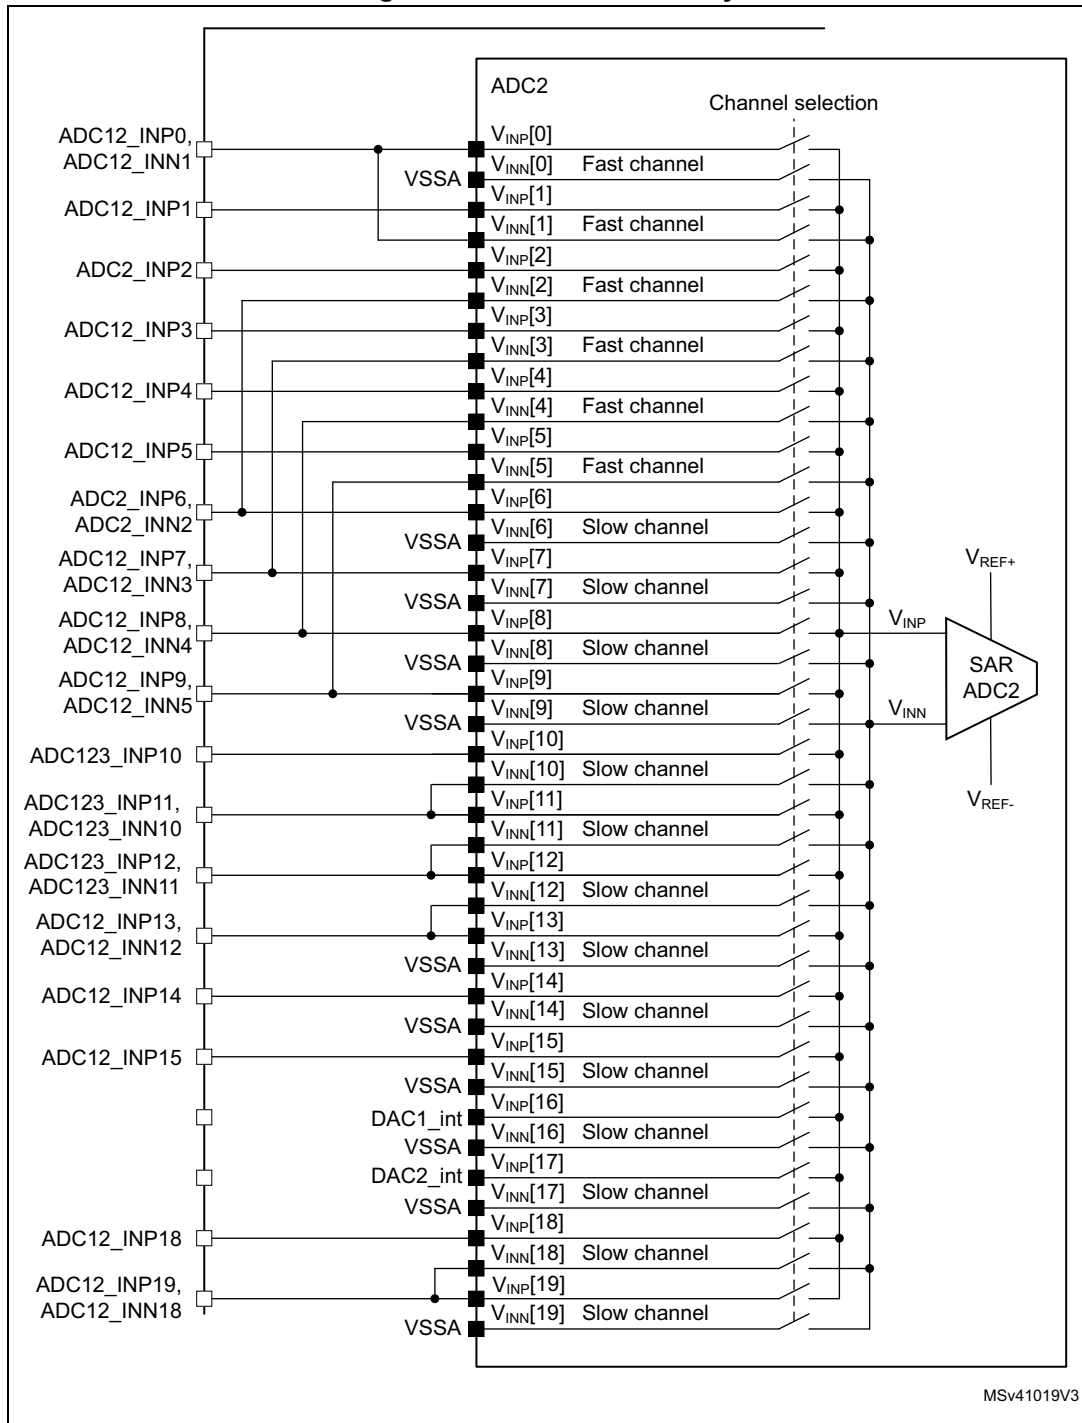 ADC2
Channel selection
ADC12_INP0,
ADC12_INN1
VINP[0]
VINN[0] Fast channel
VSSA
ADC12_INP1
VINP[1]
VINN[1] Fast channel
ADC2_INP2
VINP[2]
VINN[2] Fast channel
ADC12_INP3
VINP[3]
VINN[3] Fast channel
ADC12_INP4
VINP[4]
VINN[4] Fast channel
ADC12_INP5
VINP[5]
VINN[5] Fast channel
ADC2_INP6,
ADC2_INN2
VINP[6]
VINN[6] Slow channel
VSSA
ADC12_INP7,
ADC12_INN3
VINP[7]
VINN[7] Slow channel
VSSA
ADC12_INP8,
ADC12_INN4
VINP[8]
VINN[8] Slow channel
VSSA
ADC12_INP9,
ADC12_INN5
VINP[9]
VINN[9] Slow channel
VSSA
ADC123_INP10
VINP[10]
VINN[10] Slow channel
ADC123_INP11,
ADC123_INN10
VINP[11]
VINN[11] Slow channel
ADC123_INP12,
ADC123_INN11
VINP[12]
VINN[12] Slow channel
ADC12_INP13,
ADC12_INN12
VINP[13]
VINN[13] Slow channel
VSSA
ADC12_INP14
VINP[14]
VINN[14] Slow channel
VSSA
ADC12_INP15
VINP[15]
VINN[15] Slow channel
VSSA
VINP[16]
DAC1_int
VINN[16] Slow channel
VSSA
VINP[17]
DAC2_int
VINN[17] Slow channel
VSSA
ADC12_INP18
VINP[18]
VINN[18] Slow channel
ADC12_INP19,
ADC12_INN18
VINP[19]
VINN[19] Slow channel
VSSA
VREF+
VINP
SAR
ADC2
VINN
VREF-
MSv41019V3